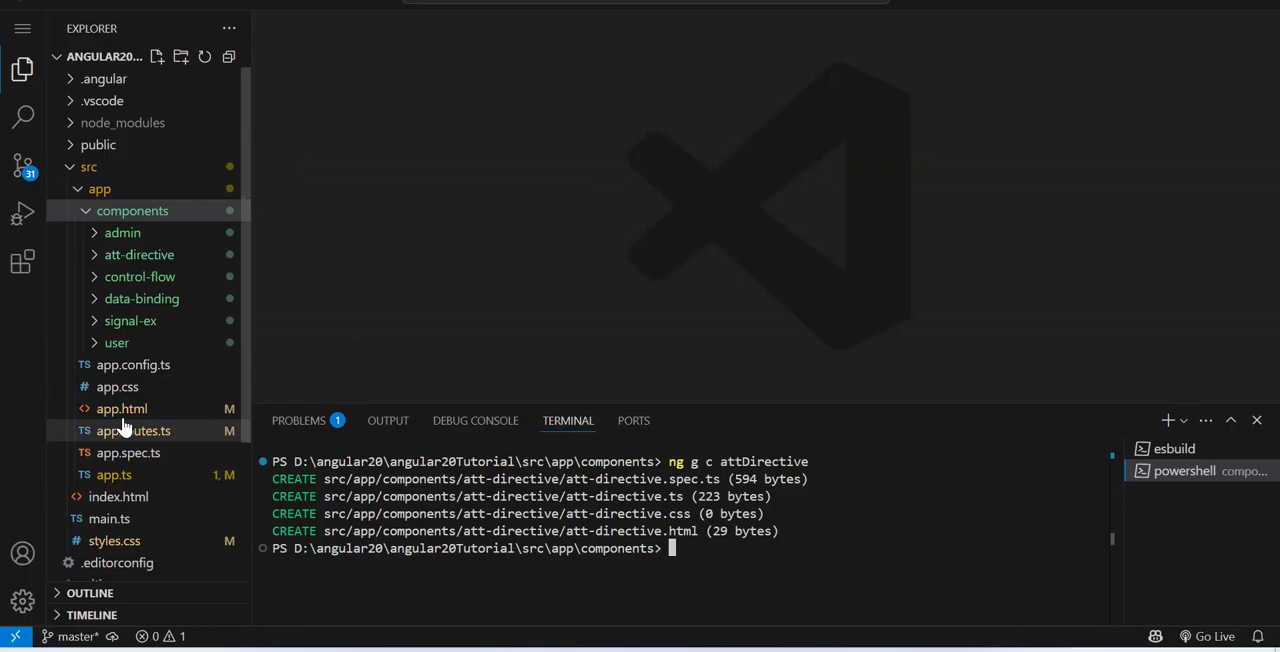 EXPLORER
ANGULAR20...
.angular
.vscode
node_modules
public
src
app
components
admin
att-directive
control-flow
data-binding
signal-ex
user
TS app.config.ts
# app.css
<> app.html M
TS app.routes.ts M
TS app.spec.ts
TS app.ts 1, M
<> index.html
TS main.ts
# styles.css M
.editorconfig
OUTLINE
TIMELINE
31
PROBLEMS 1 OUTPUT DEBUG CONSOLE TERMINAL PORTS
PS D:\angular20\angular20Tutorial\src\app\components> ng g c attDirective
CREATE src/app/components/att-directive/att-directive.spec.ts (594 bytes)
CREATE src/app/components/att-directive/att-directive.ts (223 bytes)
CREATE src/app/components/att-directive/att-directive.css (0 bytes)
CREATE src/app/components/att-directive/att-directive.html (29 bytes)
PS D:\angular20\angular20Tutorial\src\app\components>
esbuild
powershell compo...
master* 0 1 Go Live